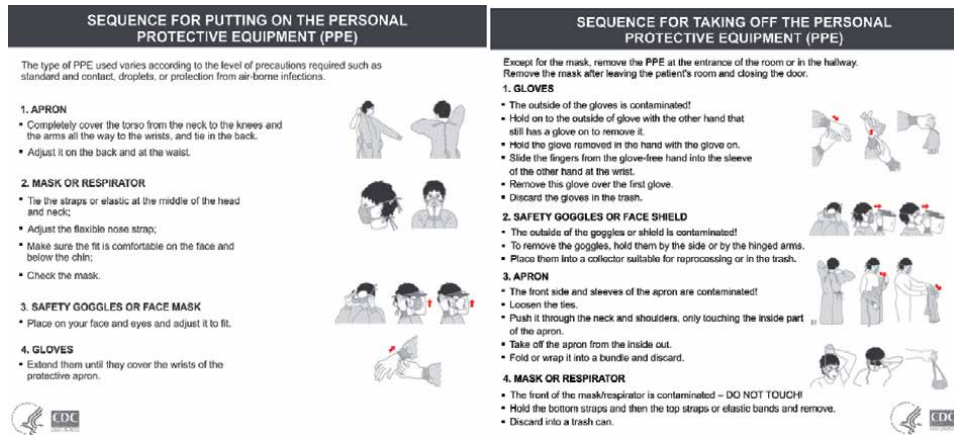 SEQUENCE FOR PUTTING ON THE PERSONAL
PROTECTIVE EQUIPMENT (PPE)
The type of PPE used varies according to the level of precautions required such as
standard and contact, droplets, or protection from air-borne infections.
1. APRON
▪ Completely cover the torso from the neck to the knees and
the arms all the way to the wrists, and tie in the back.
▪ Adjust it on the back and at the waist.
2. MASK OR RESPIRATOR
▪ Tie the straps or elastic at the middle of the head
and neck;
▪ Adjust the flexible nose strap;
▪ Make sure the fit is comfortable on the face and
below the chin;
▪ Check the mask.
3. SAFETY GOGGLES OR FACE MASK
▪ Place on your face and eyes and adjust it to fit.
4. GLOVES
▪ Extend them until they cover the wrists of the
protective apron.
CDC
SEQUENCE FOR TAKING OFF THE PERSONAL
PROTECTIVE EQUIPMENT (PPE)
Except for the mask, remove the PPE at the entrance of the room or in the hallway.
Remove the mask after leaving the patient's room and closing the door.
1. GLOVES
▪ The outside of the gloves is contaminated!
▪ Hold on to the outside of glove with the other hand that
still has a glove on to remove it.
▪ Hold the glove removed in the hand with the glove on.
▪ Slide the fingers from the glove-free hand into the sleeve
of the other hand at the wrist.
▪ Remove this glove over the first glove.
▪ Discard the gloves in the trash.
2. SAFETY GOGGLES OR FACE SHIELD
▪ The outside of the goggles or shield is contaminated!
▪ To remove the goggles, hold them by the side or by the hinged arms.
▪ Place them into a collector suitable for reprocessing or in the trash.
3. APRON
▪ The front side and sleeves of the apron are contaminated!
▪ Loosen the ties.
▪ Push it through the neck and shoulders, only touching the inside part
of the apron.
▪ Take off the apron from the inside out.
▪ Fold or wrap it into a bundle and discard.
4. MASK OR RESPIRATOR
▪ The front of the mask/respirator is contaminated – DO NOT TOUCH!
▪ Hold the bottom straps and then the top straps or elastic bands and remove.
▪ Discard into a trash can.
CDC